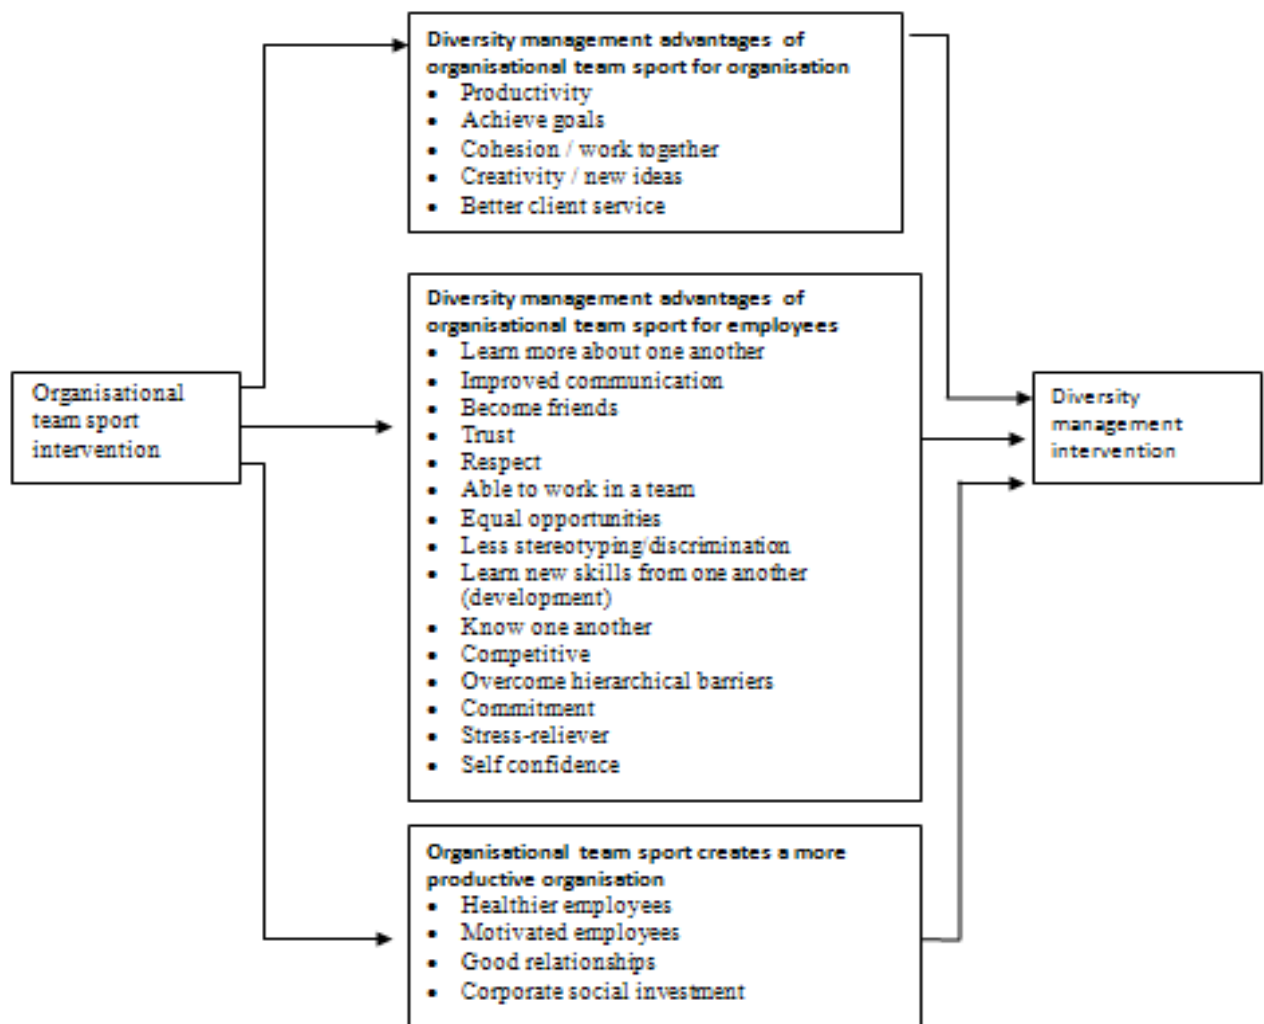 Diversity management advantages of
organisational team sport for organisation
• Productivity
• Achieve goals
• Cohesion / work together
• Creativity / new ideas
• Better client service
Diversity management advantages of
organisational team sport for employees
• Learn more about one another
• Improved communication
• Become friends
• Trust
• Respect
• Able to work in a team
• Equal opportunities
• Less stereotyping/discrimination
• Learn new skills from one another
(development)
• Know one another
• Competitive
• Overcome hierarchical barriers
• Commitment
• Stress-reliever
• Self confidence
Organisational
team sport
intervention
Diversity
management
intervention
Organisational team sport creates a more
productive organisation
• Healthier employees
• Motivated employees
• Good relationships
• Corporate social investment